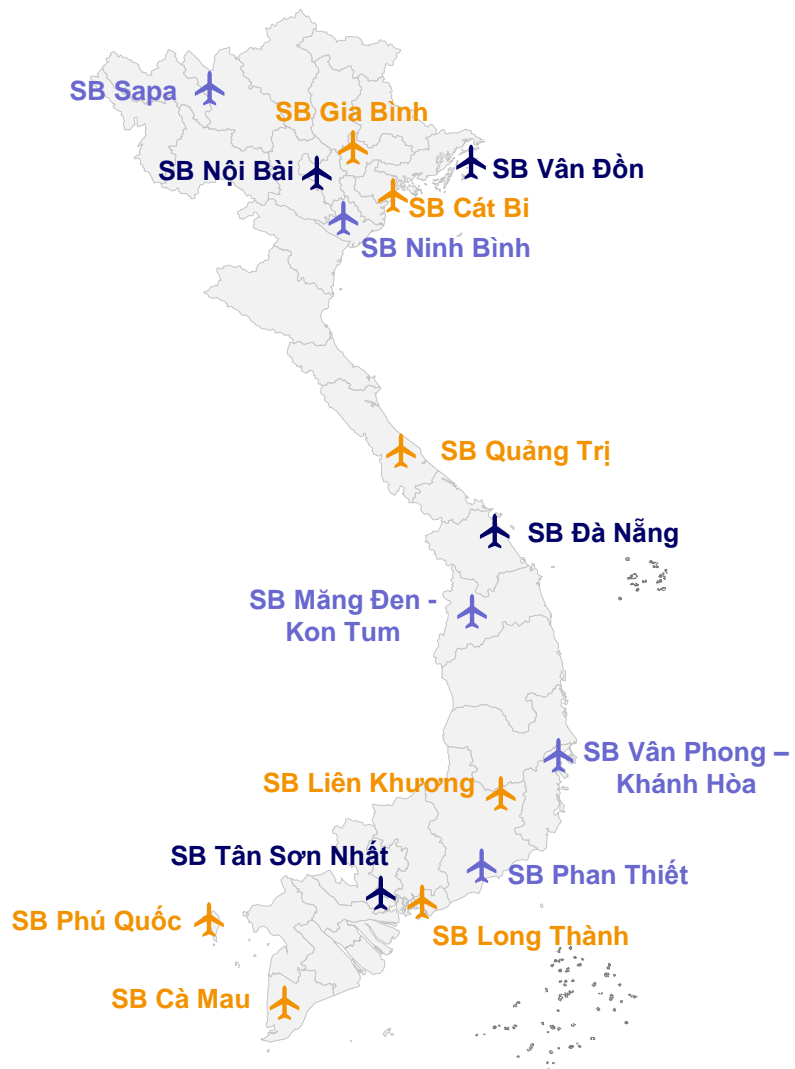 SB Sapa
SB Gia Bình
SB Nội Bài
SB Vân Đồn
SB Cát Bi
SB Ninh Bình
SB Quảng Trị
SB Đà Nẵng
SB Măng Đen -
Kon Tum
SB Vân Phong –
Khánh Hòa
SB Liên Khương
SB Tân Sơn Nhất
SB Phan Thiết
SB Phú Quốc
SB Long Thành
SB Cà Mau